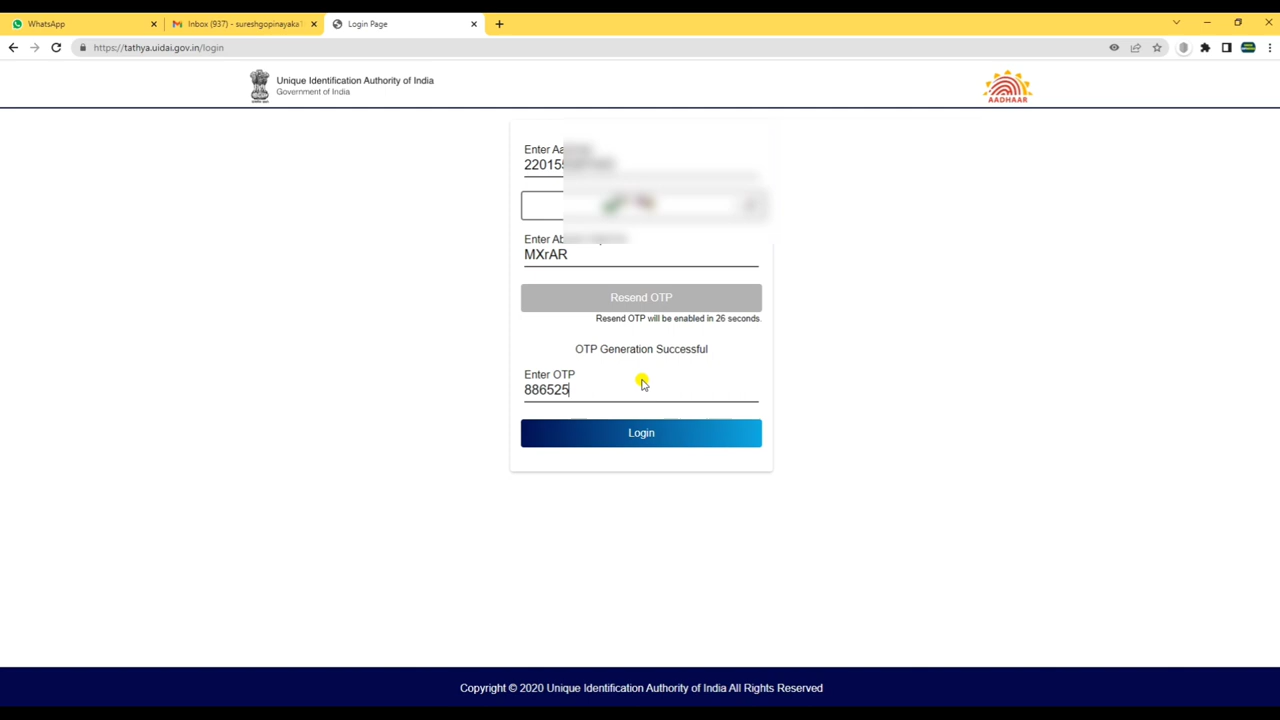 WhatsApp
Inbox (937) - sureshgopinayaka
Login Page
https://tathya.uidai.gov.in/login
Unique Identification Authority of India
Government of India
AADHAAR
Enter
22015
Enter
MXrAR
Resend OTP
Resend OTP will be enabled in 26 seconds.
OTP Generation Successful
Enter OTP
886525
Login
Copyright © 2020 Unique Identification Authority of India All Rights Reserved